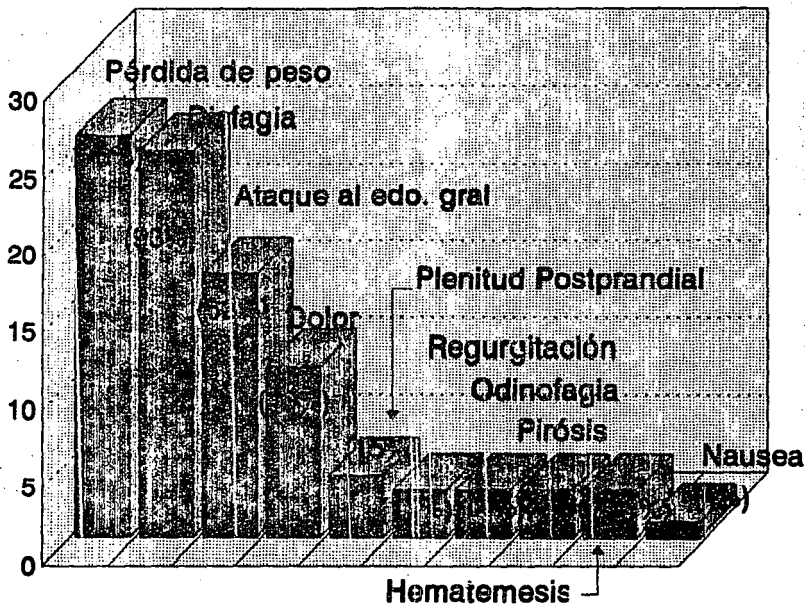 Pérdida de peso
30
Disfagia
25
Ataque al edo. gral
(93%)
20
Plenitud Postprandial
15
Dolor
Regurgitación
10
Odinofagia
Pirósis
Nausea
5
0
Hematemesis